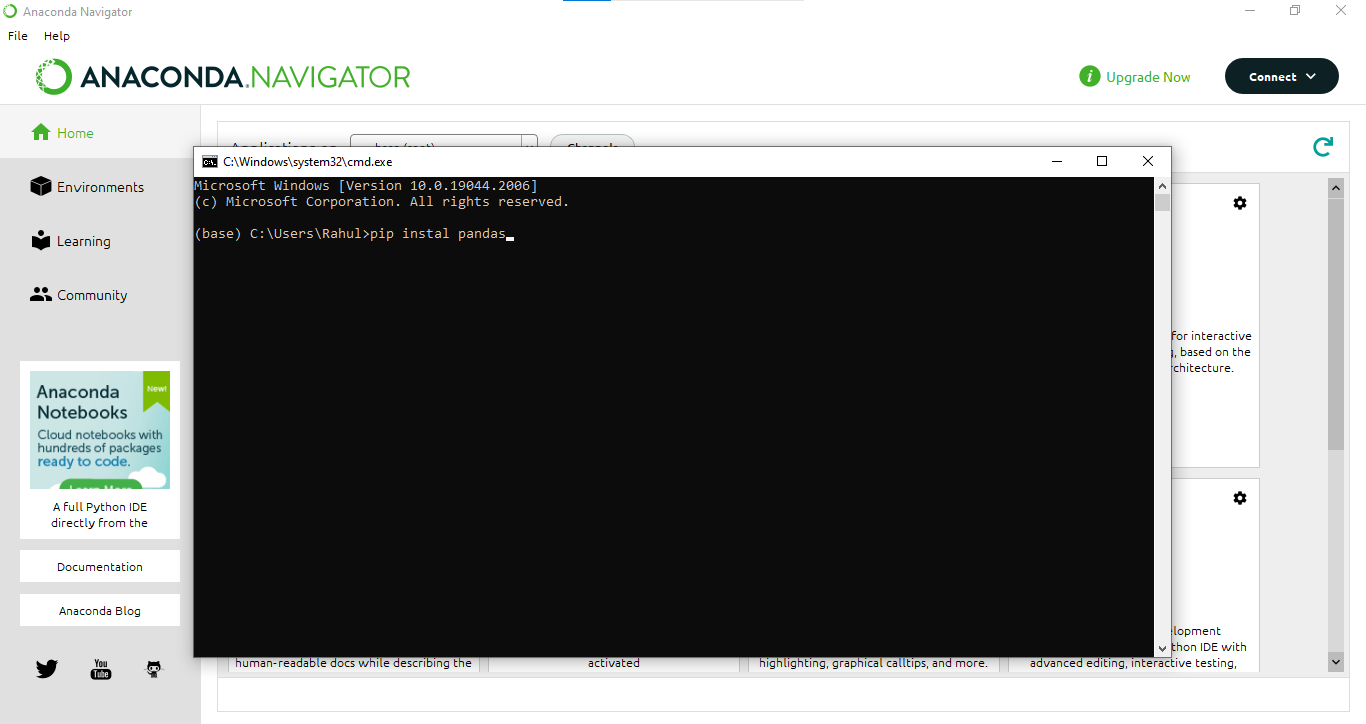 Anaconda Navigator
File Help
ANACONDA.NAVIGATOR
i Upgrade Now
Connect
Home
Environments
Learning
Community
Anaconda
Notebooks
New!
Cloud notebooks with
hundreds of packages
ready to code.
A full Python IDE
directly from the
Documentation
Anaconda Blog
You
Tube
C:\Windows\system32\cmd.exe
Microsoft Windows [Version 10.0.19044.2006]
(c) Microsoft Corporation. All rights reserved.
(base) C:\Users\Rahul>pip instal pandas
for interactive
, based on the
human-readable docs while describing the
activated
highlighting, graphical calltips, and more.
IDE with
advanced editing, interactive testing,